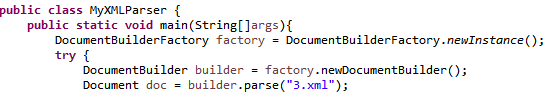 public class MyXMLParser {
public static void main(String[]args){
DocumentBuilderFactory factory = DocumentBuilderFactory.newInstance();
try {
DocumentBuilder builder = factory.newDocumentBuilder();
Document doc = builder.parse("3.xml");